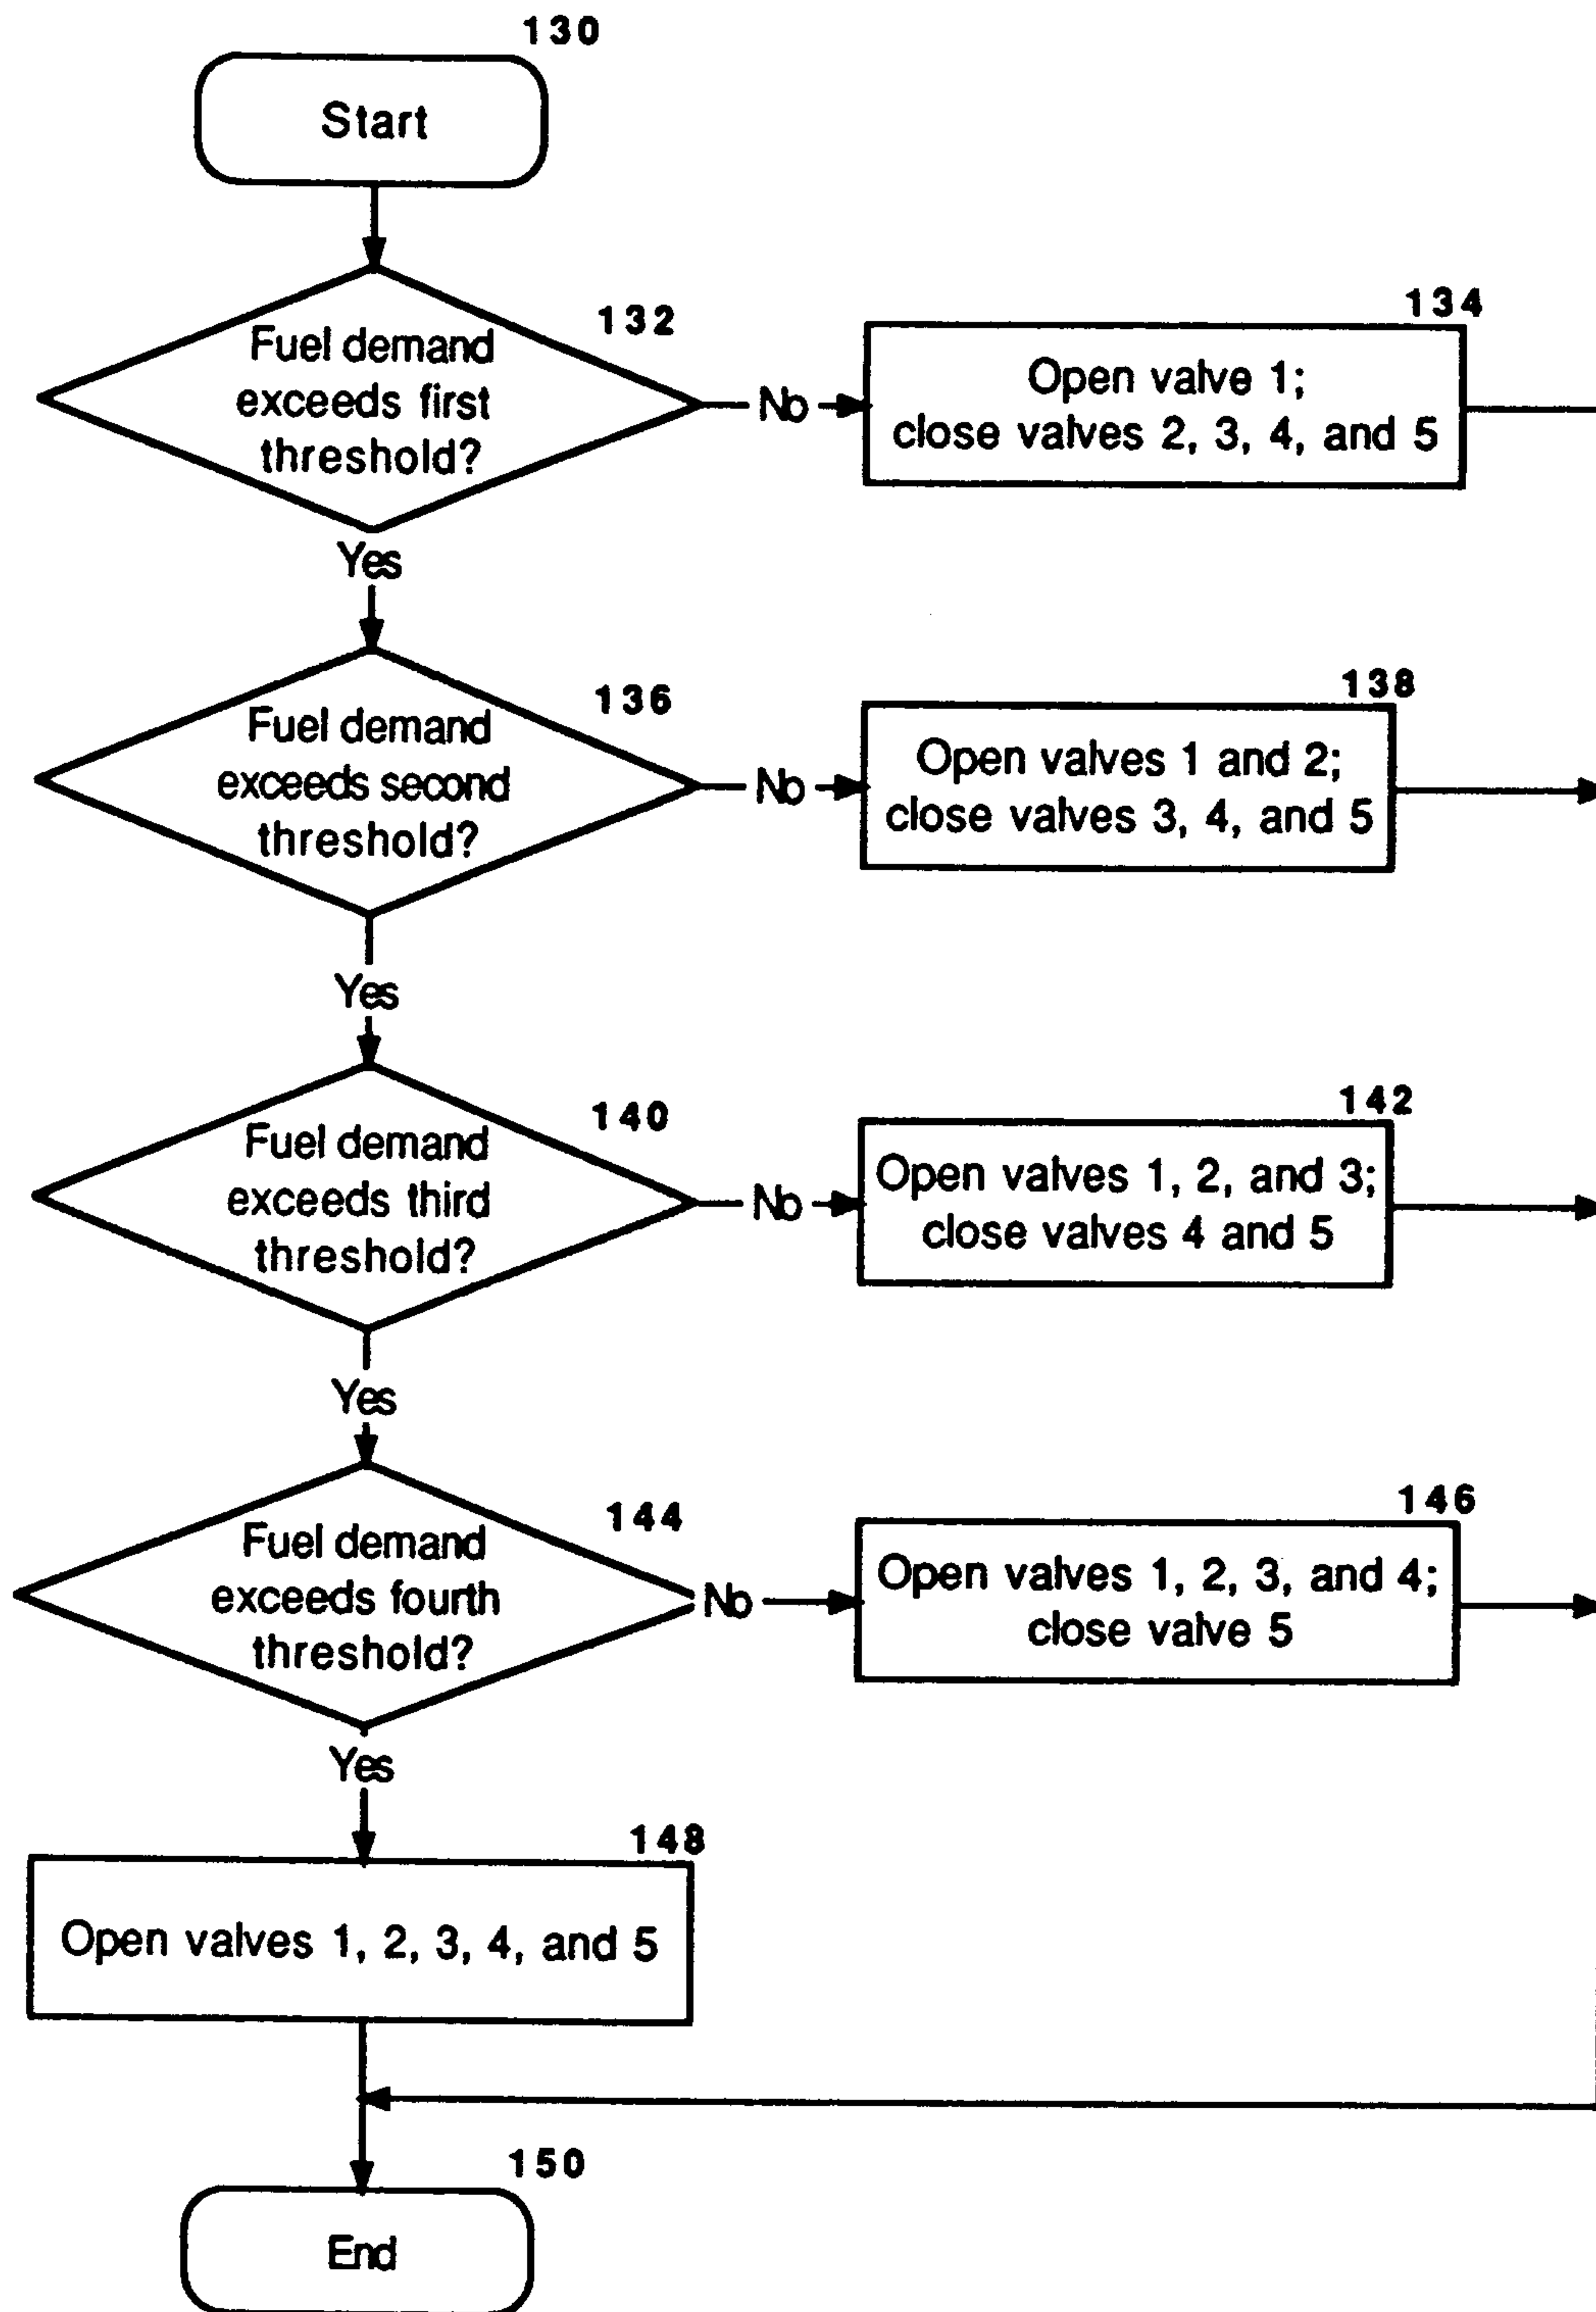 130
Start
132
Fuel demand
exceeds first
threshold?
No
134
Open valve 1;
close valves 2, 3, 4, and 5
Yes
136
Fuel demand
exceeds second
threshold?
No
138
Open valves 1 and 2;
close valves 3, 4, and 5
Yes
140
Fuel demand
exceeds third
threshold?
No
142
Open valves 1, 2, and 3;
close valves 4 and 5
Yes
144
Fuel demand
exceeds fourth
threshold?
No
146
Open valves 1, 2, 3, and 4;
close valve 5
Yes
148
Open valves 1, 2, 3, 4, and 5
150
End